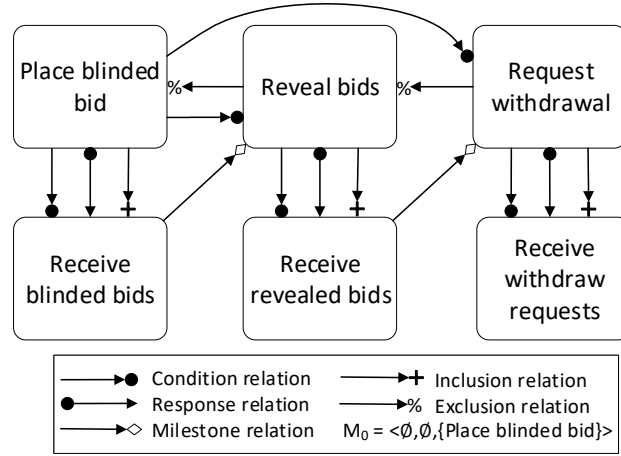 Place blinded
bid
%
Reveal bids
%
Request
withdrawal
Receive
blinded bids
Receive
revealed bids
Receive
withdraw
requests
Condition relation
Inclusion relation
Response relation
% Exclusion relation
Milestone relation
M₀ = <Ø,Ø,{Place blinded bid}>